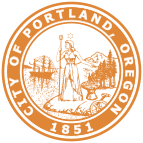 CITY OF PORTLAND, OREGON
1851